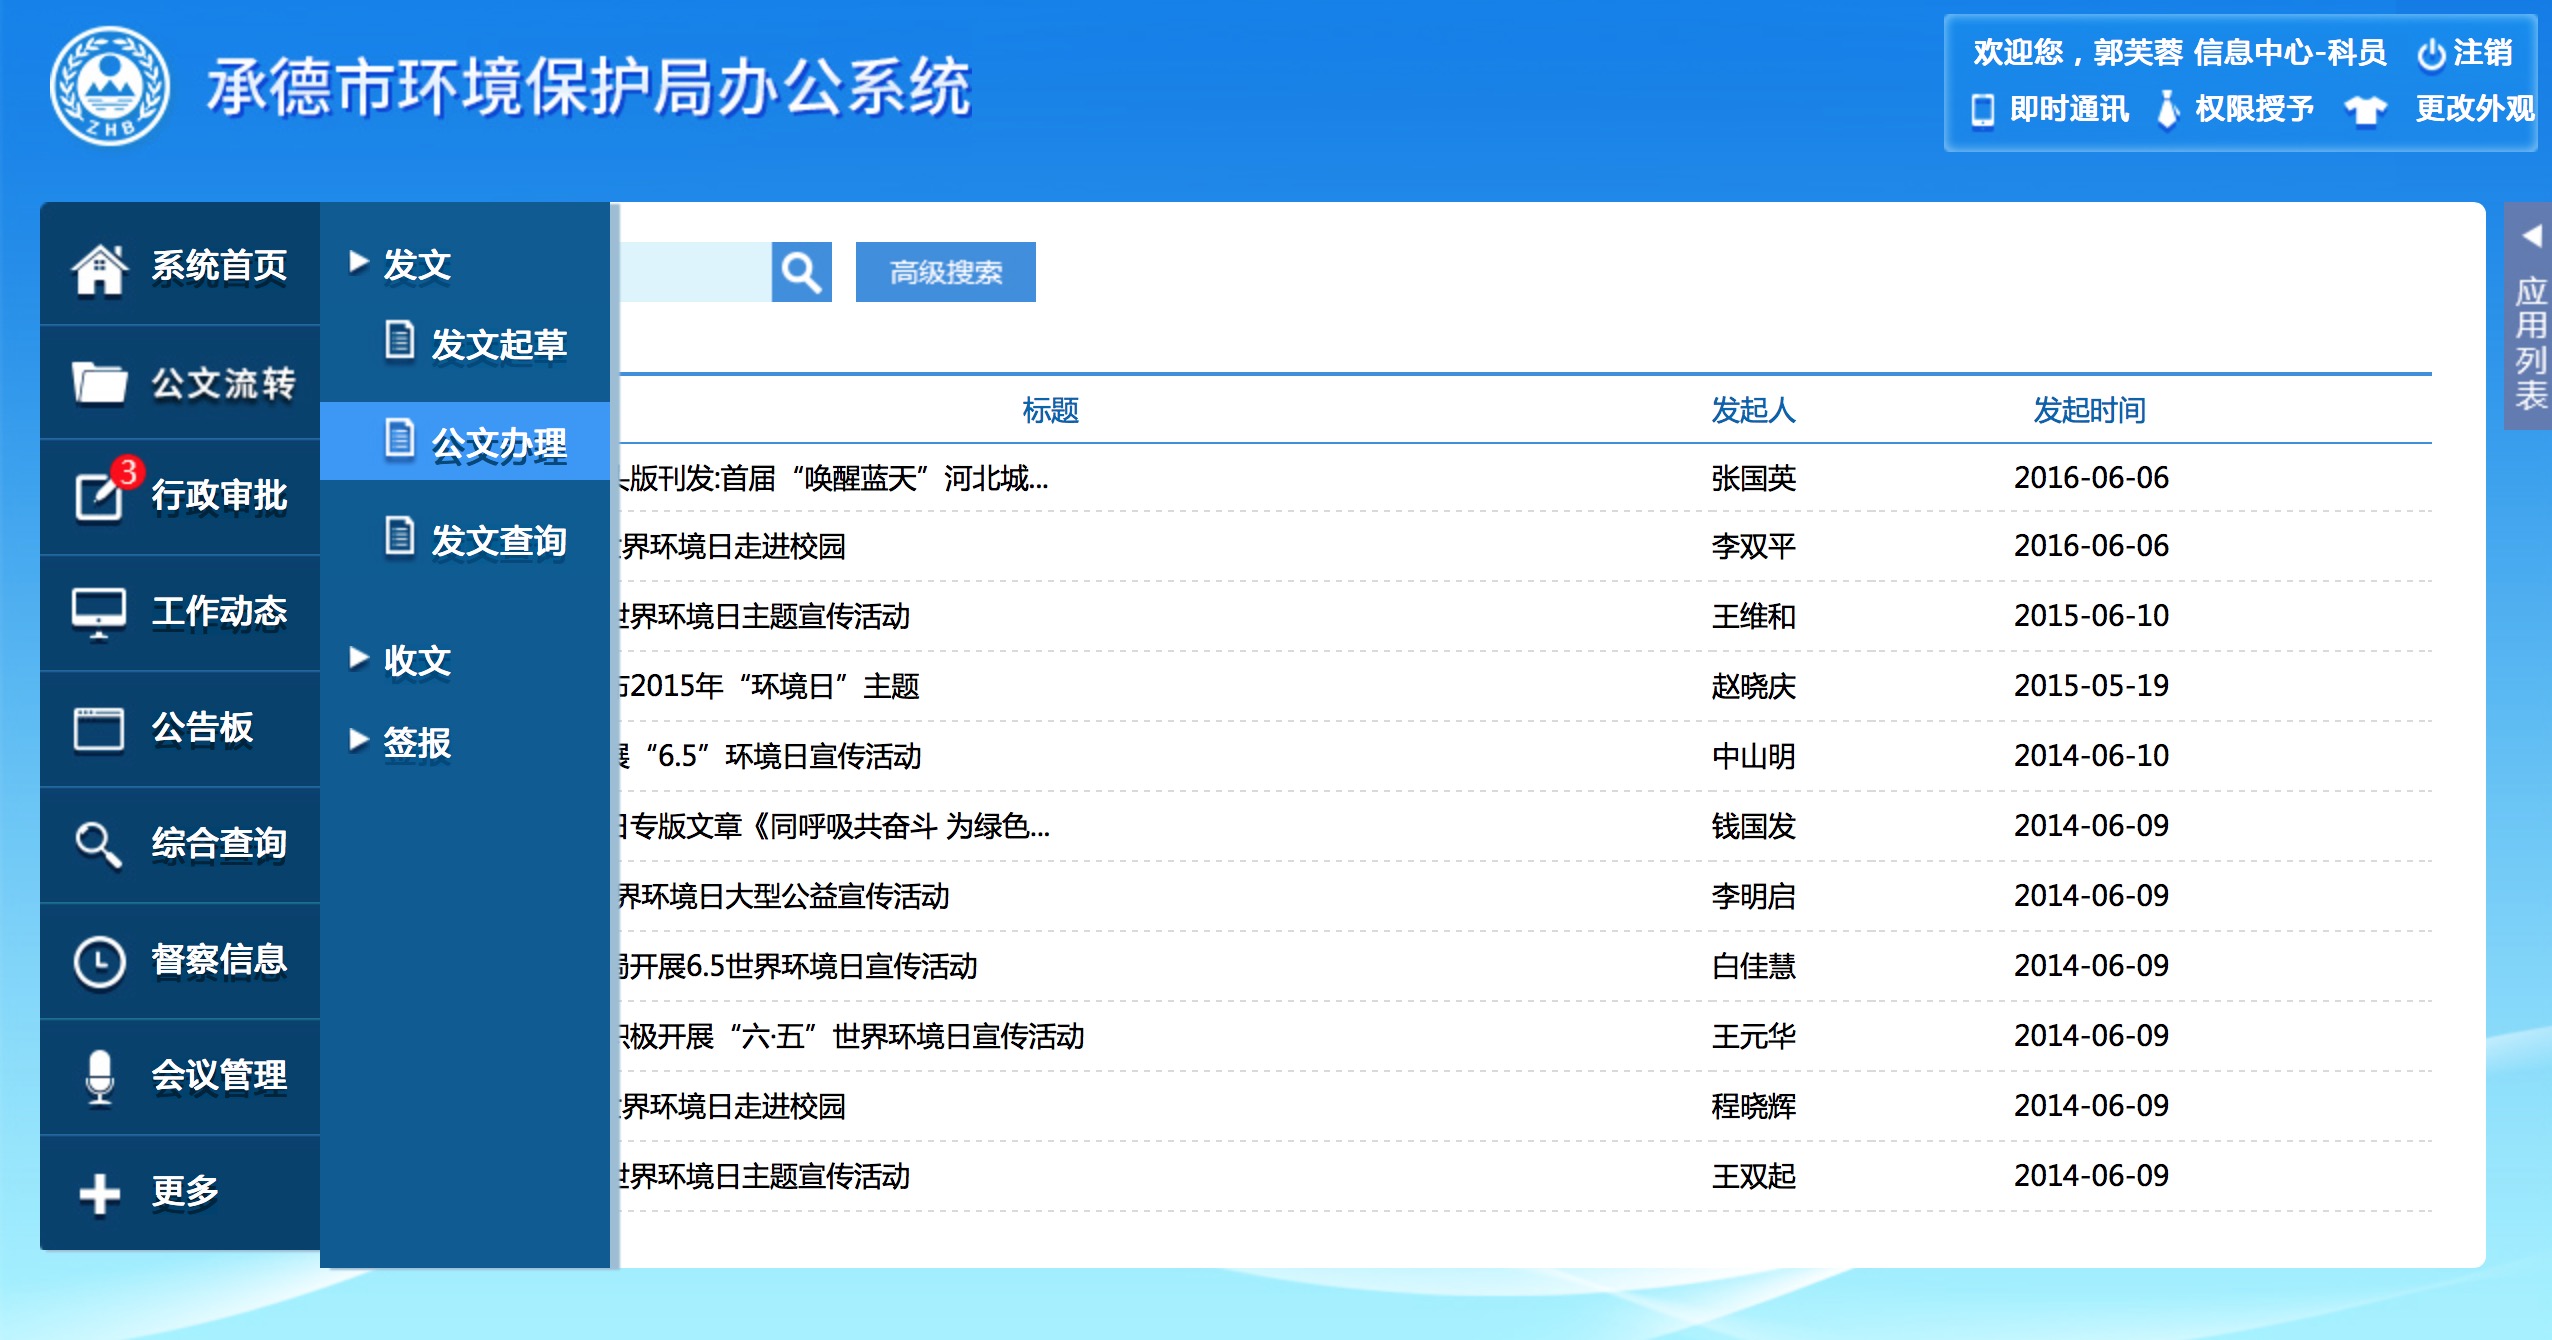 ZHB
承德市环境保护局办公系统
欢迎您，郭芙蓉 信息中心-科员 注销
即时通讯 权限授予 更改外观
系统首页
公文流转
3
行政审批
工作动态
公告板
综合查询
督察信息
会议管理
更多
发文
发文起草
公文办理
发文查询
收文
签报
高级搜索
标题 发起人 发起时间
版刊发:首届“唤醒蓝天”河北城... 张国英 2016-06-06
界环境日走进校园 李双平 2016-06-06
世界环境日主题宣传活动 王维和 2015-06-10
2015年“环境日”主题 赵晓庆 2015-05-19
展“6.5”环境日宣传活动 中山明 2014-06-10
日专版文章《同呼吸共奋斗 为绿色... 钱国发 2014-06-09
界环境日大型公益宣传活动 李明启 2014-06-09
局开展6.5世界环境日宣传活动 白佳慧 2014-06-09
积极开展“六·五”世界环境日宣传活动 王元华 2014-06-09
界环境日走进校园 程晓辉 2014-06-09
世界环境日主题宣传活动 王双起 2014-06-09
应用列表